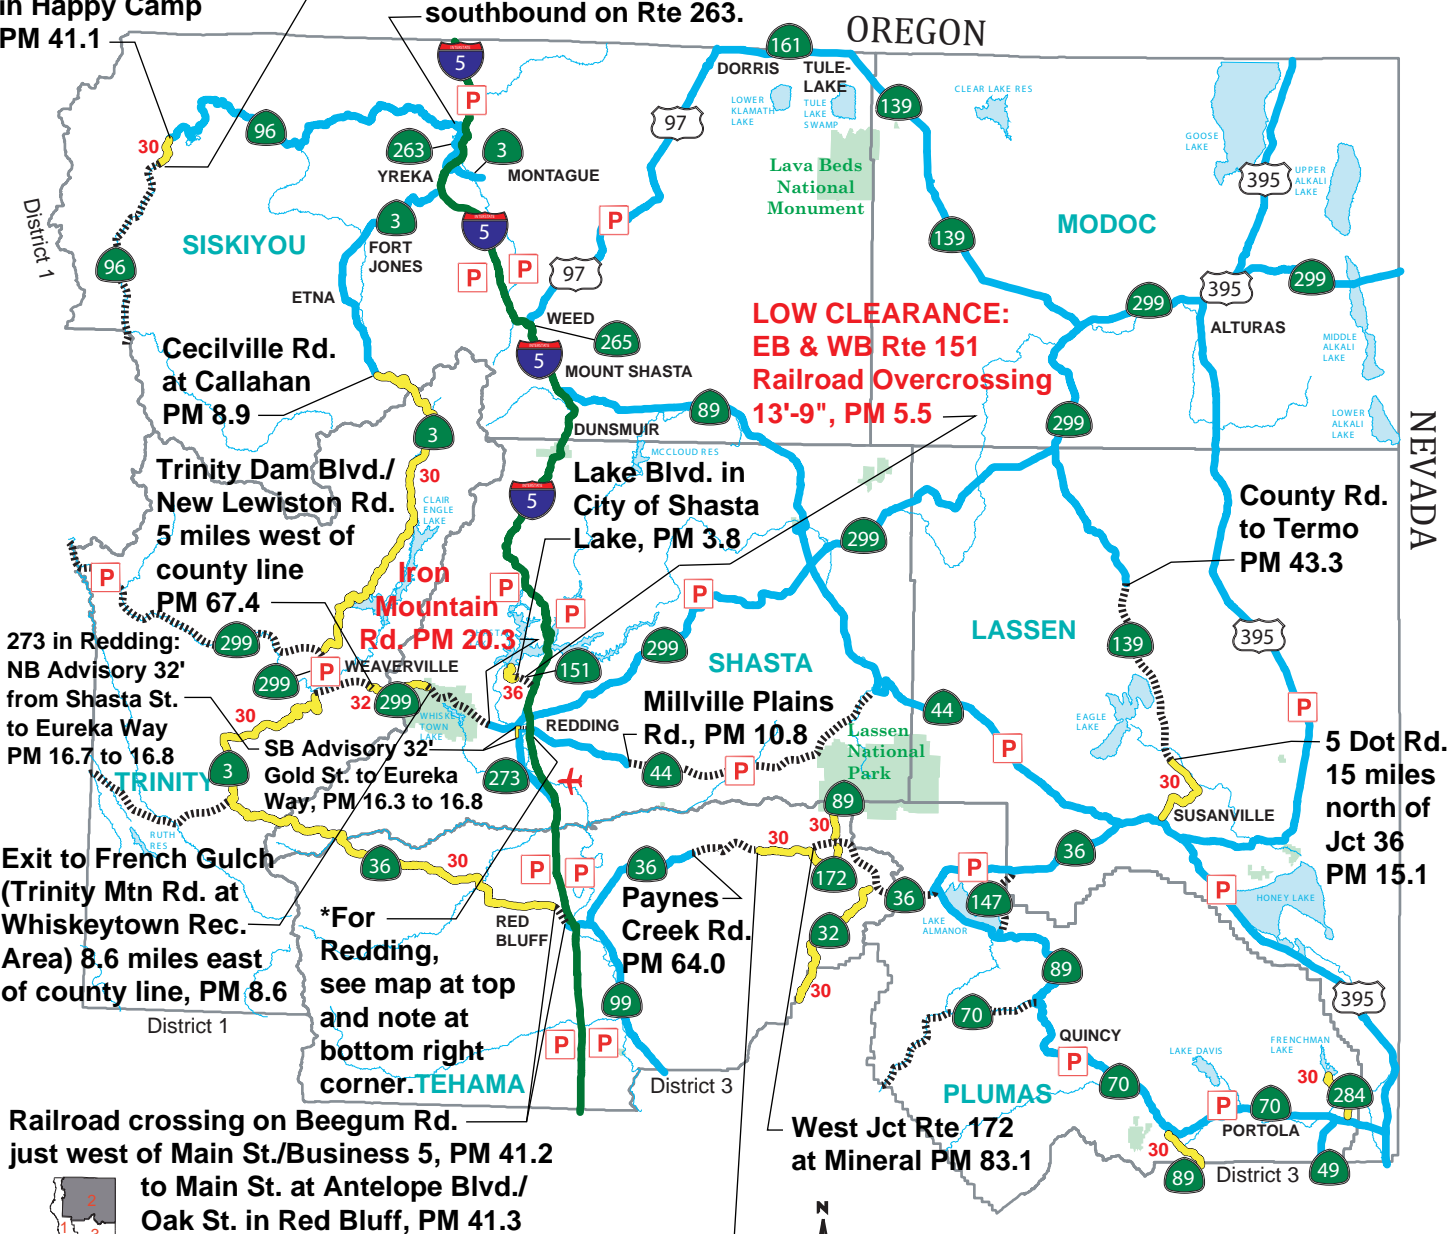 in Happy Camp
PM 41.1
southbound on Rte 263.
OREGON
5
161
DORRIS
TULE-
LAKE
P
97
LOWER
KLAMATH
LAKE
TULE
LAKE
SWAMP
139
CLEAR LAKE RES
GOOSE
LAKE
30
96
263
3
YREKA
MONTAGUE
Lava Beds
National
Monument
395
UPPER
ALKALI
LAKE
District 1
SISKIYOU
3
FORT
JONES
5
P
139
MODOC
96
P
P
97
ETNA
395
299
299
WEED
265
ALTURAS
LOW CLEARANCE:
EB & WB Rte 151
Railroad Overcrossing
13'-9", PM 5.5
MIDDLE
ALKALI
LAKE
Cecilville Rd.
at Callahan
PM 8.9
5
MOUNT SHASTA
89
299
LOWER
ALKALI
LAKE
NEVADA
3
DUNSMUIR
MCCLOUD RES
Trinity Dam Blvd./
New Lewiston Rd.
5 miles west of
county line
PM 67.4
30
CLAIR
ENGLE
LAKE
5
Lake Blvd. in
City of Shasta
Lake, PM 3.8
299
County Rd.
to Termo
PM 43.3
P
Iron
Mountain
Rd, PM 20.3
P
P
P
299
299
LASSEN
139
395
273 in Redding:
NB Advisory 32'
from Shasta St.
to Eureka Way
PM 16.7 to 16.8
299
P
WEAVERVILLE
32
299
151
36
SHASTA
30
WHISKEY
TOWN
LAKE
REDDING
Millville Plains
Rd., PM 10.8
44
EAGLE
LAKE
P
SB Advisory 32'
Gold St. to Eureka
Way, PM 16.3 to 16.8
273
44
P
Lassen
National
Park
P
5 Dot Rd.
15 miles
north of
Jct 36
PM 15.1
3
TRINITY
30
SUSANVILLE
RUTH
RES
89
30
30
36
Exit to French Gulch
(Trinity Mtn Rd. at
Whiskeytown Rec.
Area) 8.6 miles east
of county line, PM 8.6
36
30
P
P
36
172
36
P
147
P
HONEY LAKE
*For
Redding,
see map at top
and note at
bottom right
corner.
RED
BLUFF
Paynes
Creek Rd.
PM 64.0
32
LAKE
ALMANOR
30
89
District 1
99
70
395
P
P
QUINCY
P
LAKE DAVIS
FRENCHMAN
LAKE
TEHAMA
District 3
PLUMAS
70
30
284
P
70
PORTOLA
Railroad crossing on Beegum Rd.
just west of Main St./Business 5, PM 41.2
to Main St. at Antelope Blvd./
Oak St. in Red Bluff, PM 41.3
West Jct Rte 172
at Mineral PM 83.1
30
89
District 3
49
2
1
3
N